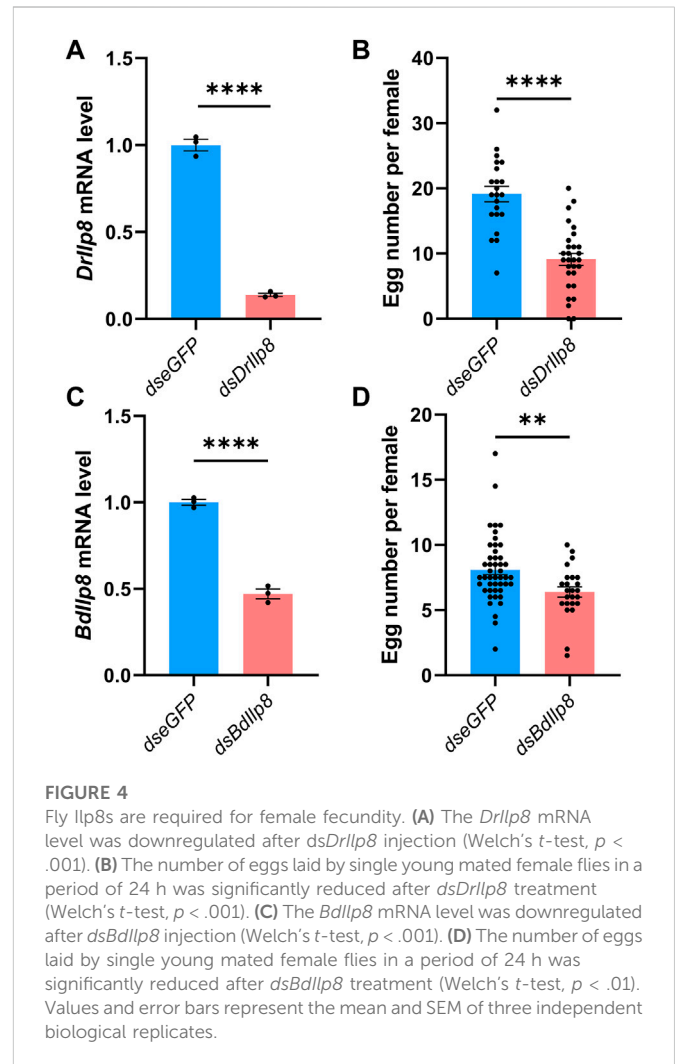 A
B
1.5
1.0
0.5
0.0
DrIlp8 mRNA level
****
dseGFP
dsDrIlp8
40
30
20
10
0
Egg number per female
****
dseGFP
dsDrIlp8
C
D
1.5
1.0
0.5
0.0
BdIlp8 mRNA level
****
dseGFP
dsBdIlp8
20
15
10
5
0
Egg number per female
**
dseGFP
dsBdIlp8
FIGURE 4
Fly Ilp8s are required for female fecundity. (A) The DrIlp8 mRNA
level was downregulated after dsDrIlp8 injection (Welch's t-test, p <
.001). (B) The number of eggs laid by single young mated female flies in a
period of 24 h was significantly reduced after dsDrIlp8 treatment
(Welch's t-test, p < .001). (C) The BdIlp8 mRNA level was downregulated
after dsBdIlp8 injection (Welch's t-test, p < .001). (D) The number of eggs
laid by single young mated female flies in a period of 24 h was
significantly reduced after dsBdIlp8 treatment (Welch's t-test, p < .01).
Values and error bars represent the mean and SEM of three independent
biological replicates.